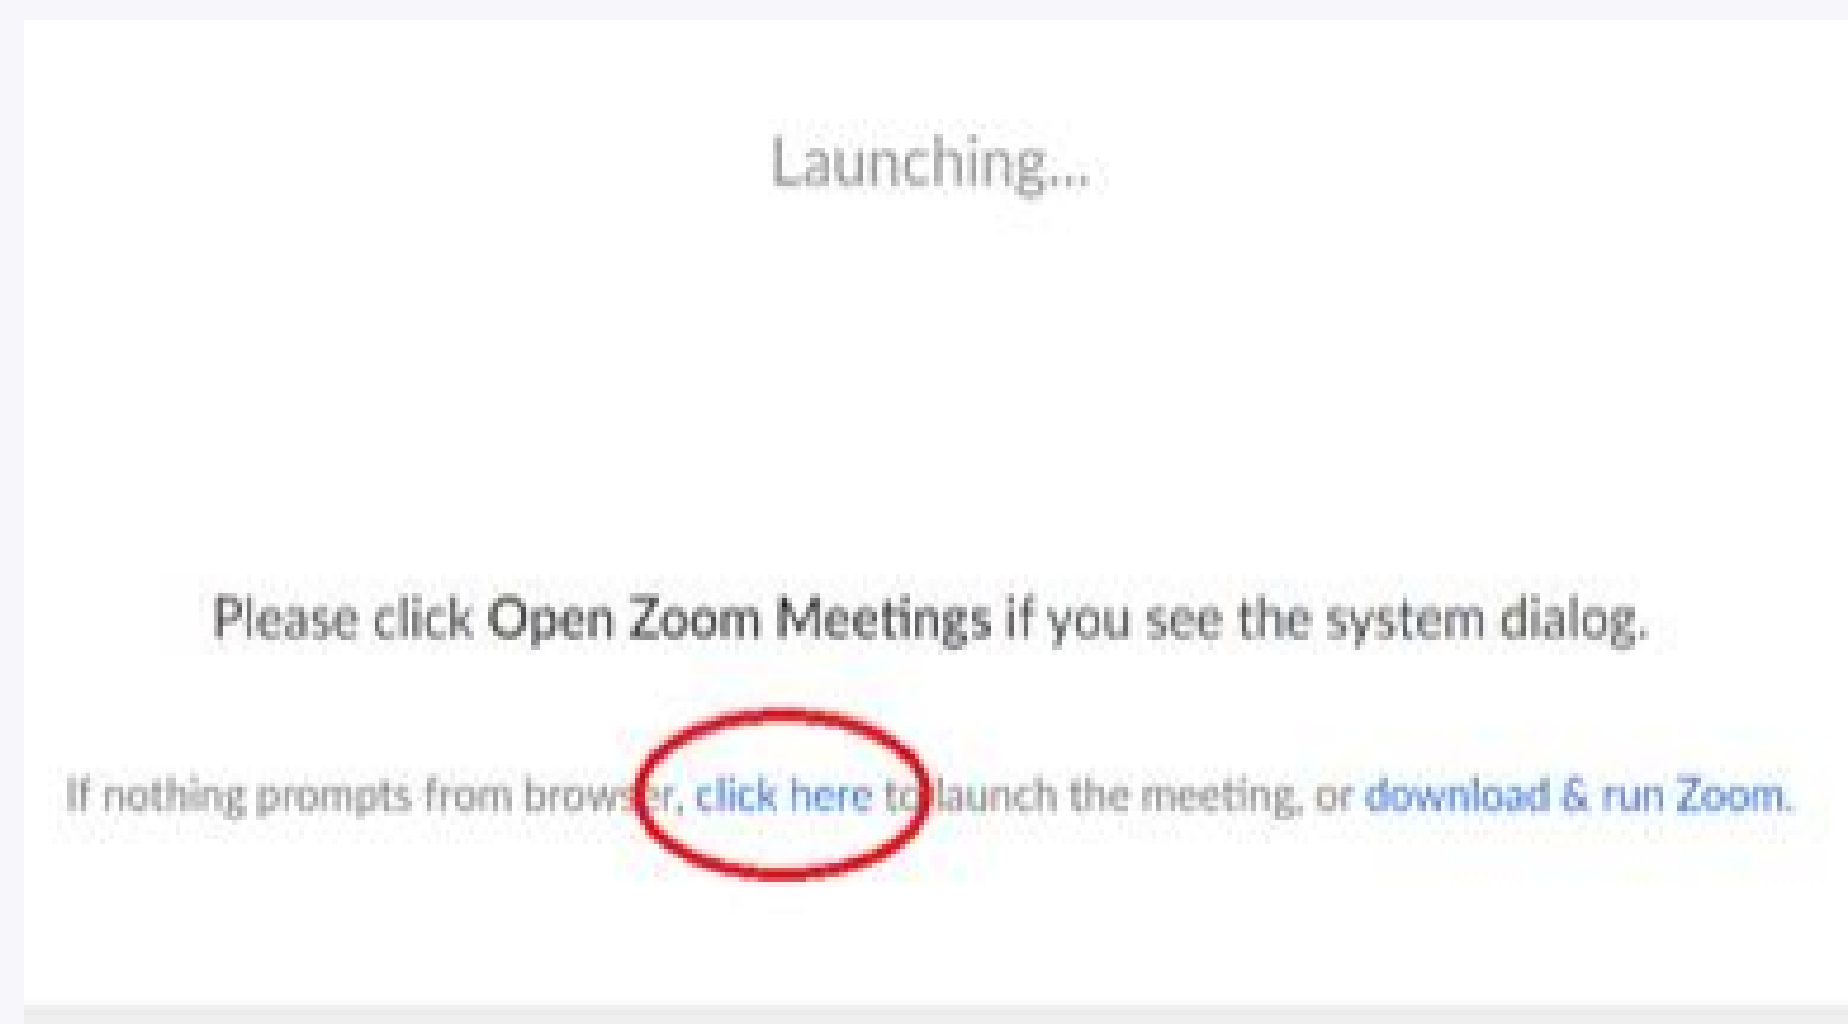 Launching...
Please click Open Zoom Meetings if you see the system dialog.
If nothing prompts from browser, click here to launch the meeting, or download & run Zoom.